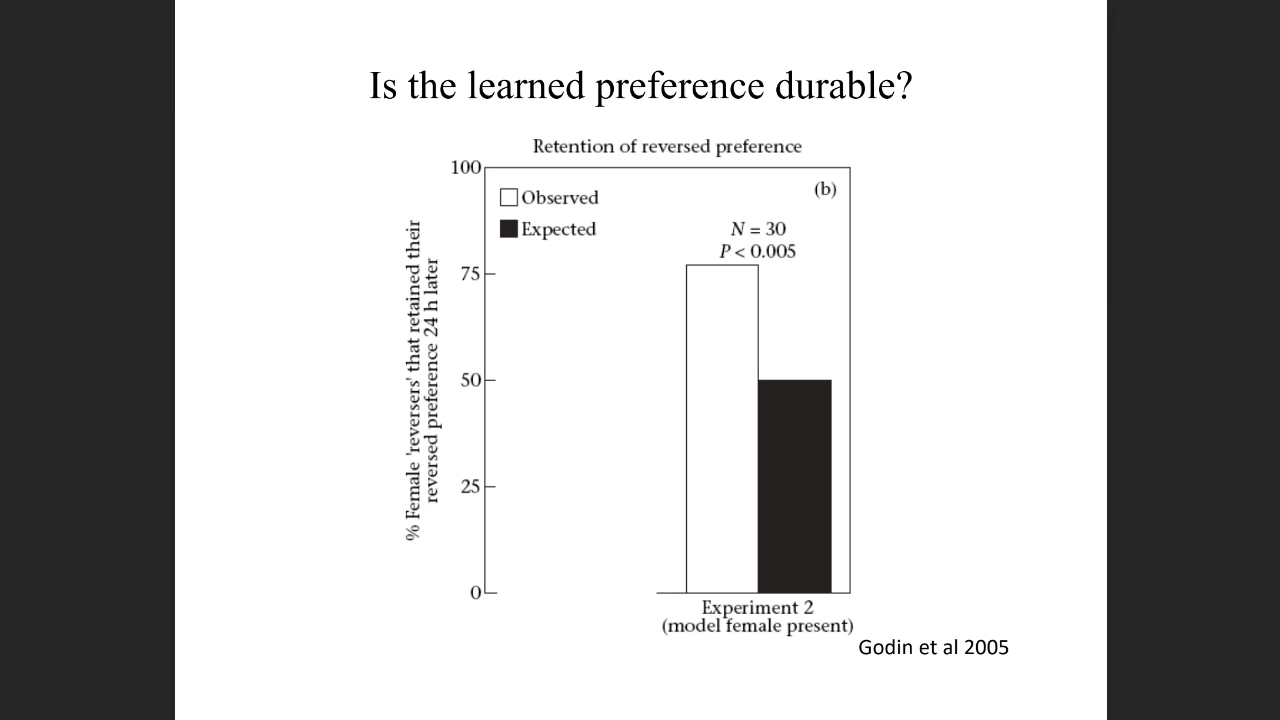 Is the learned preference durable?
Retention of reversed preference
100
75
50
25
0
% Female 'reversers' that retained their
reversed preference 24 h later
Observed
Expected
(b)
N = 30
P < 0.005
Experiment 2
(model female present)
Godin et al 2005